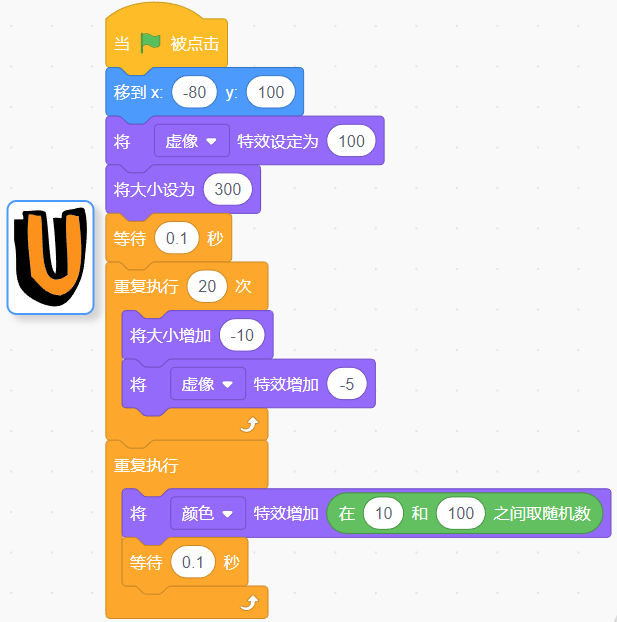 当 被点击
移到 x: -80 y: 100
将 虚像 特效设定为 100
将大小设为 300
等待 0.1 秒
U
重复执行 20 次
将大小增加 -10
将 虚像 特效增加 -5
重复执行
将 颜色 特效增加 在 10 和 100 之间取随机数
等待 0.1 秒